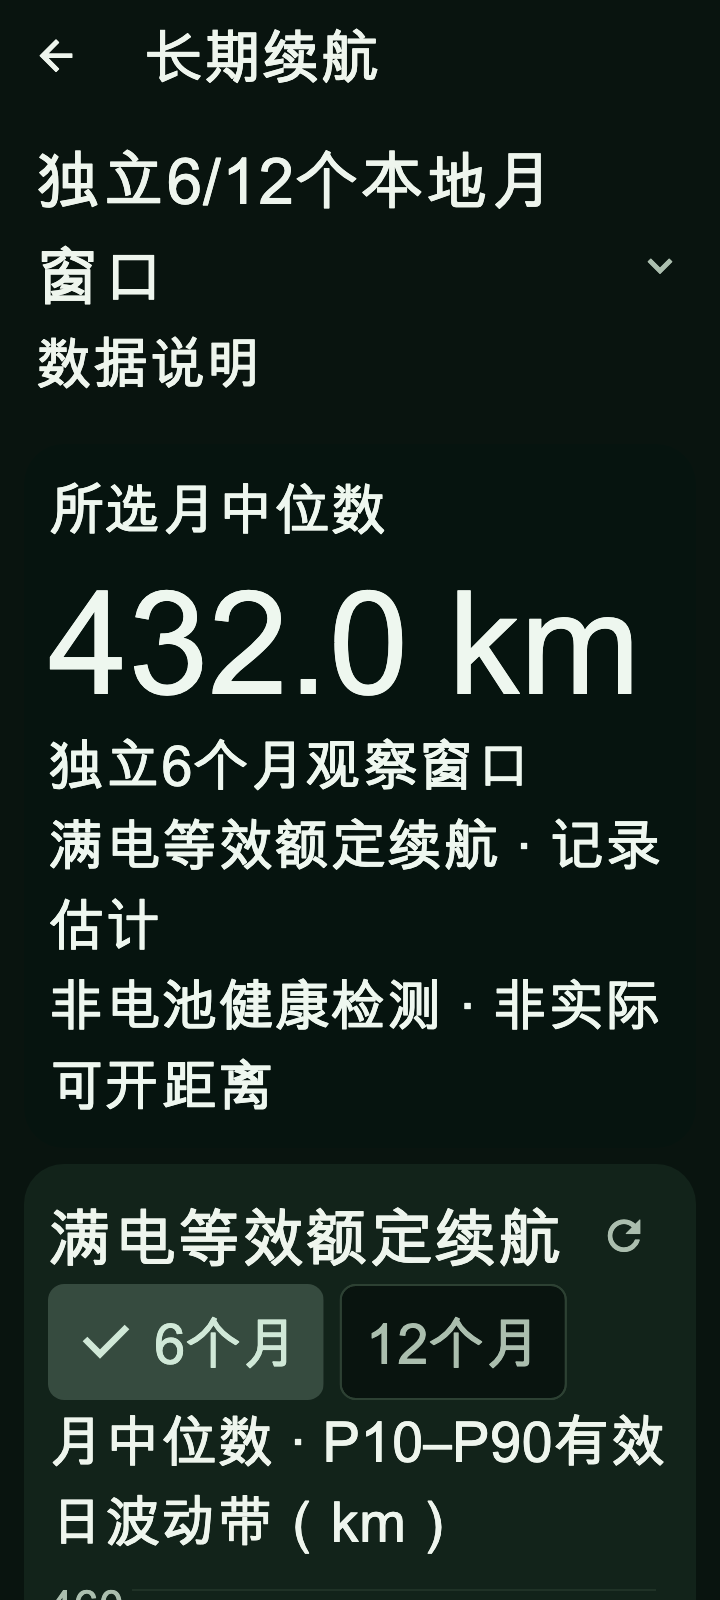 长期续航
独立6/12个本地月
窗口
数据说明
所选月中位数
432.0 km
独立6个月观察窗口
满电等效额定续航 · 记录
估计
非电池健康检测 · 非实际
可开距离
满电等效额定续航
6个月
12个月
月中位数 · P10–P90有效
日波动带（km）
460